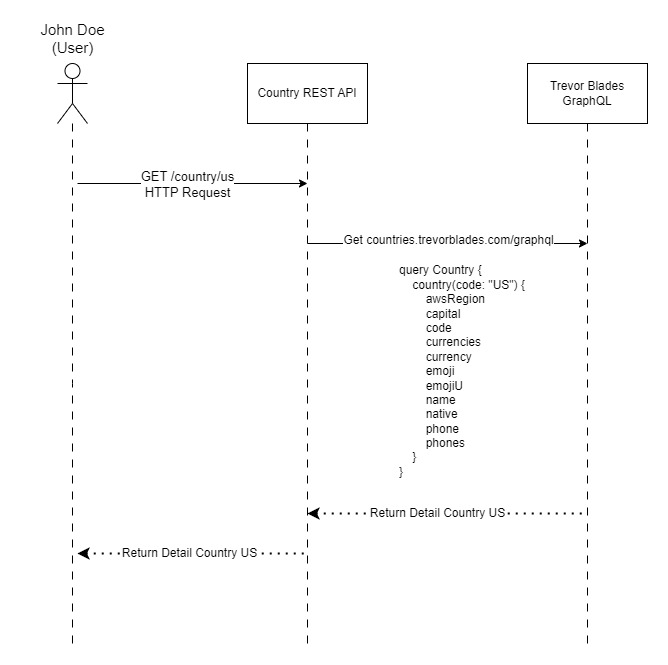 John Doe
(User)
Country REST API
Trevor Blades
GraphQL
GET /country/us
HTTP Request
Get countries.trevorblades.com/graphql
query Country {
country(code: "US") {
awsRegion
capital
code
currencies
currency
emoji
emojiU
name
native
phone
phones
}
}
Return Detail Country US
Return Detail Country US